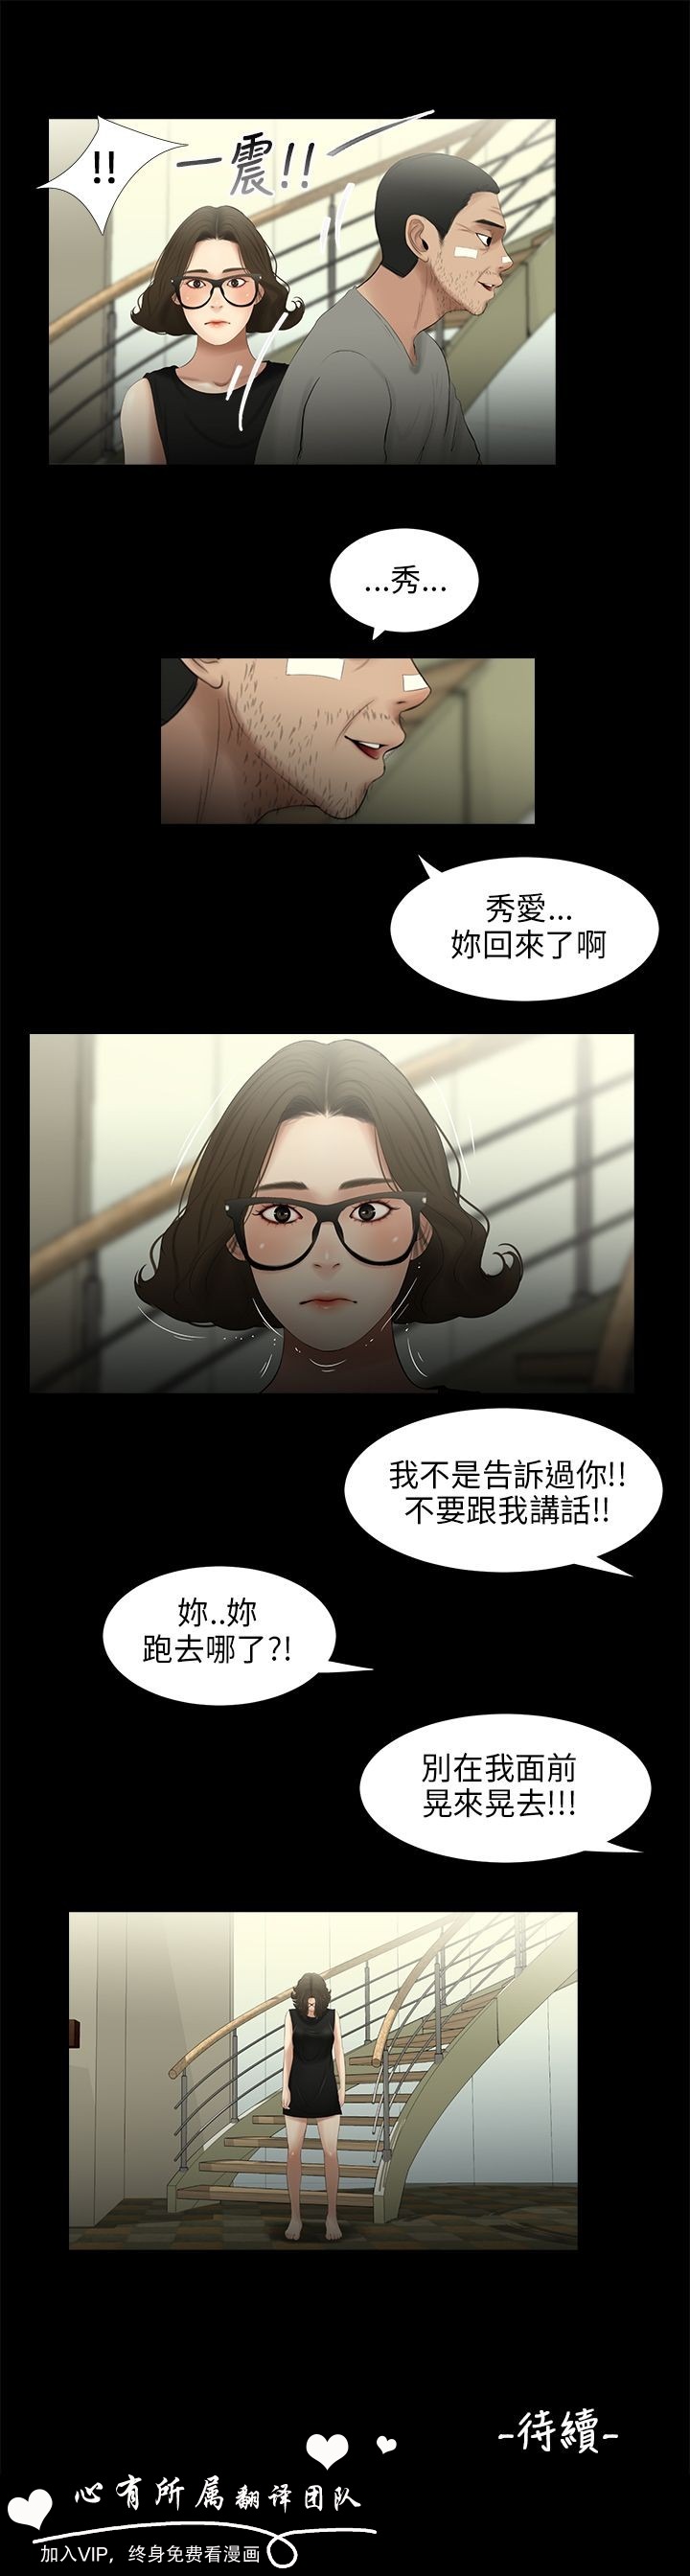 !!
一震!!
...秀...
秀愛...
妳回來了啊
我不是告訴過你!!
不要跟我講話!!
妳..妳
跑去哪了?!
別在我面前
晃來晃去!!!
-待續-
心有所属翻译团队
加入VIP，终身免费看漫画